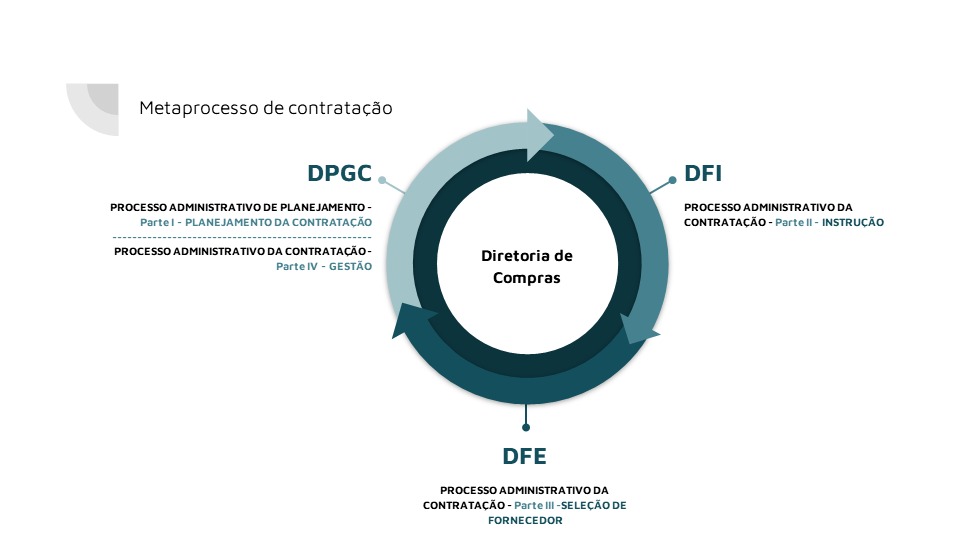 Metaprocesso de contratação
DPGC
PROCESSO ADMINISTRATIVO DE PLANEJAMENTO -
Parte I - PLANEJAMENTO DA CONTRATAÇÃO
PROCESSO ADMINISTRATIVO DA CONTRATAÇÃO -
Parte IV - GESTÃO
DFI
PROCESSO ADMINISTRATIVO DA
CONTRATAÇÃO - Parte II - INSTRUÇÃO
Diretoria de
Compras
DFE
PROCESSO ADMINISTRATIVO DA
CONTRATAÇÃO - Parte III -SELEÇÃO DE
FORNECEDOR